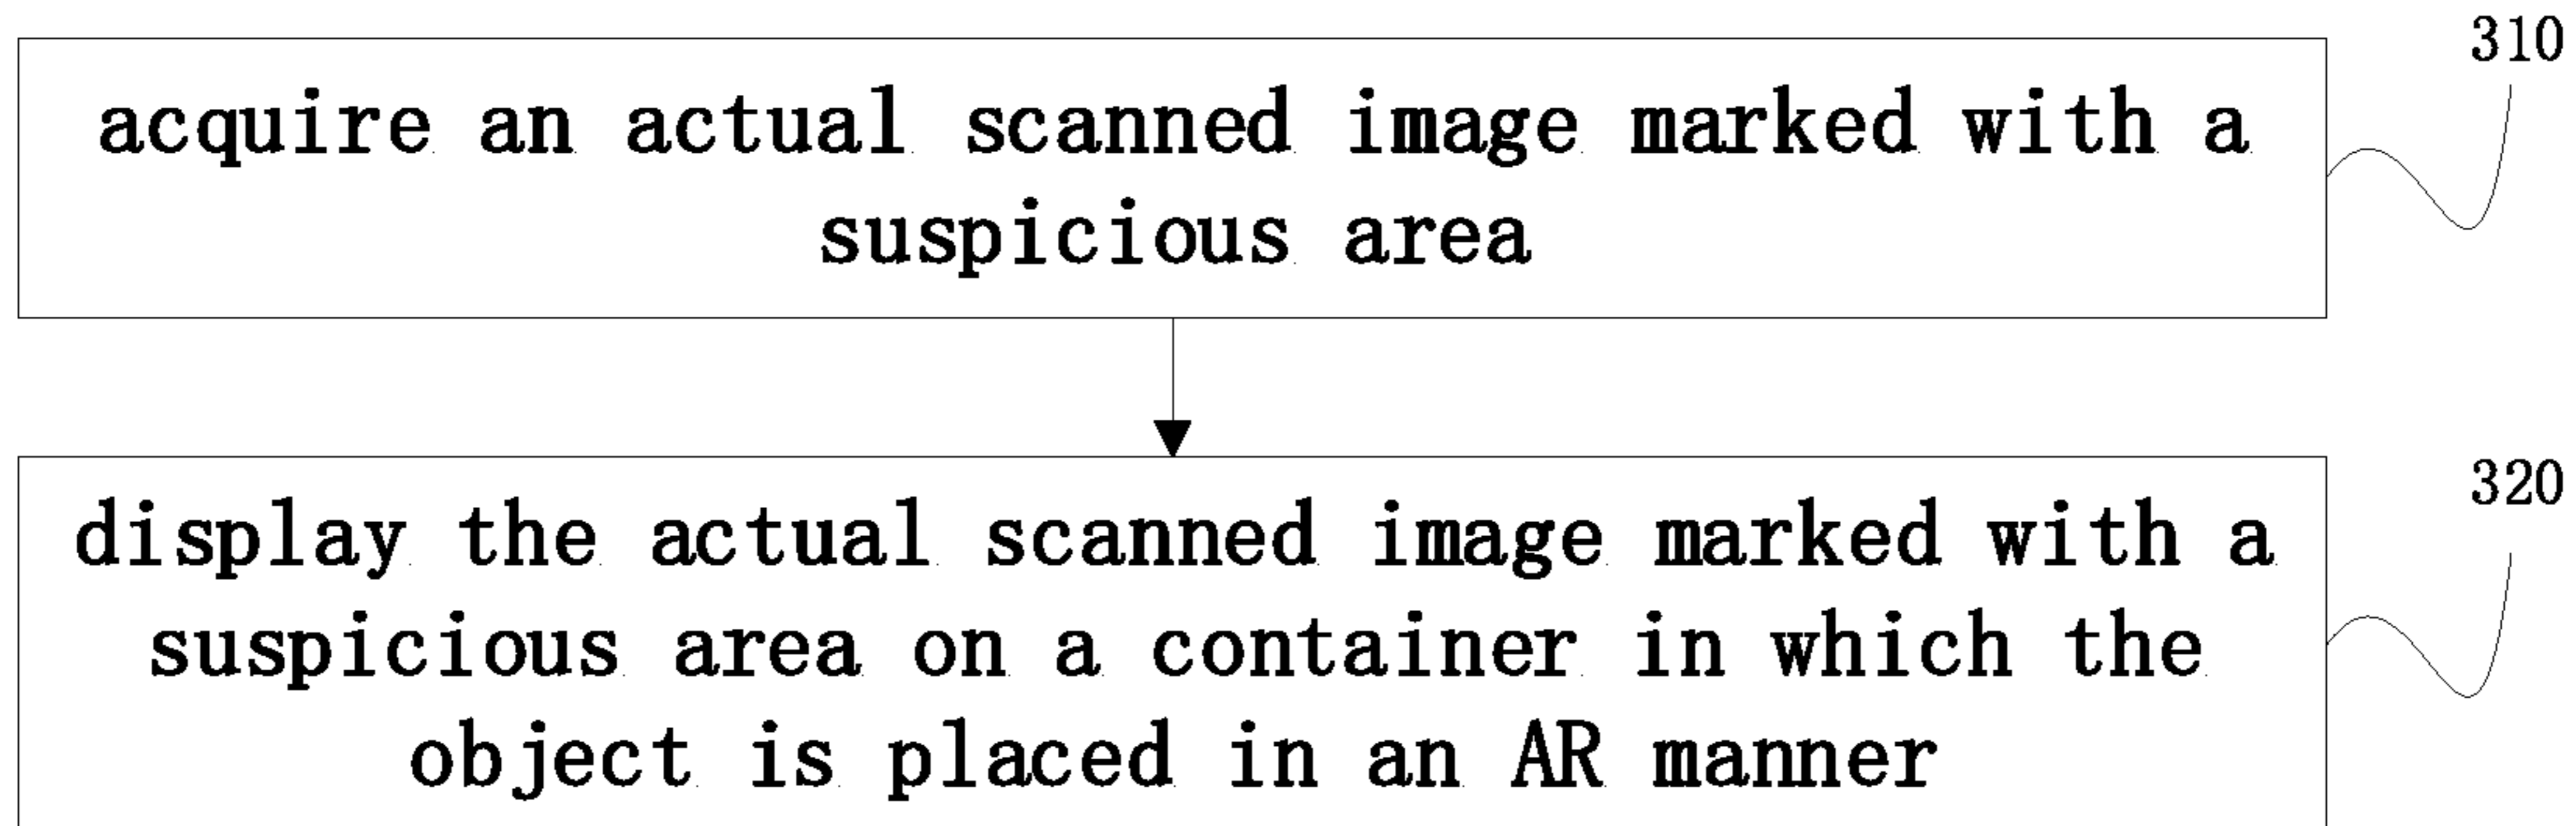 310
acquire an actual scanned image marked with a
suspicious area
320
display the actual scanned image marked with a
suspicious area on a container in which the
object is placed in an AR manner